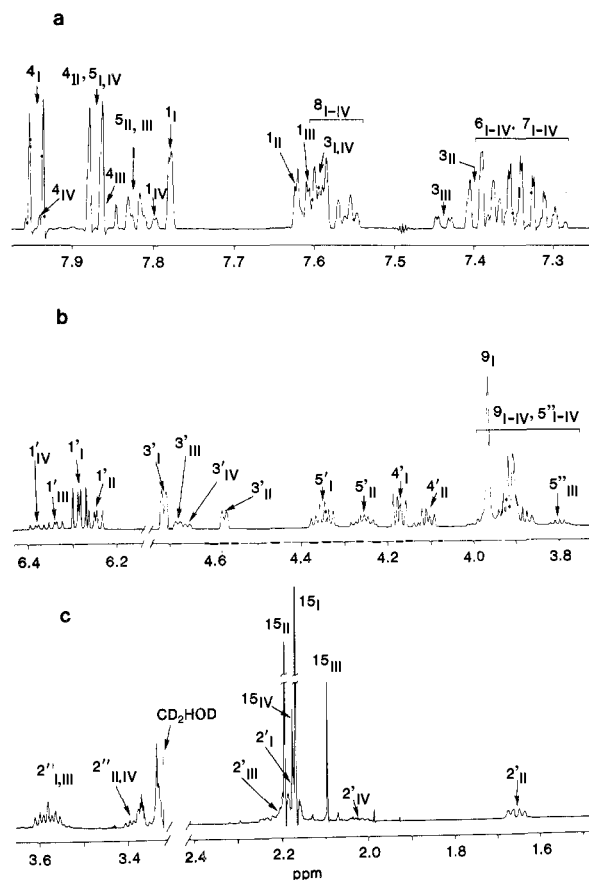 a
4I
4II, 5I,IV
5II, III
1I
4IV
4III
1IV
8I-IV
1II
1III
3I,IV
6I-IV, 7I-IV
3II
3III
7.9 7.8 7.7 7.6 7.5 7.4 7.3
b
9I
9I-IV, 5"I-IV
1'IV
1'III
1'I
1'II
3'I
3'III
3'IV
3'II
5'I
5'II
4'I
4'II
5"III
6.4 6.2 4.6 4.4 4.2 4.0 3.8
c
15I
15II
15III
15IV
CD2HOD
2"I,III
2"II,IV
2'III
2'I
2'IV
2'II
3.6 3.4 2.4 2.2 2.0 1.8 1.6
ppm